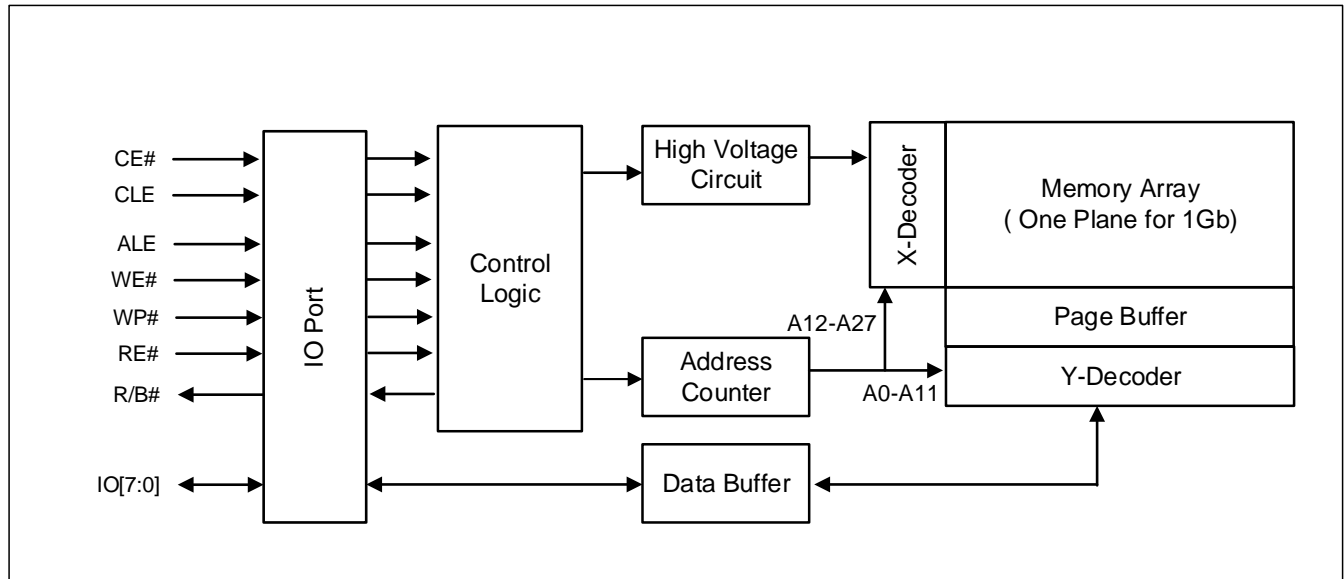 CE#
CLE
ALE
WE#
WP#
RE#
R/B#
IO[7:0]
IO Port
Control
Logic
High Voltage
Circuit
Address
Counter
Data Buffer
X-Decoder
Memory Array
( One Plane for 1Gb)
Page Buffer
Y-Decoder
A12-A27
A0-A11